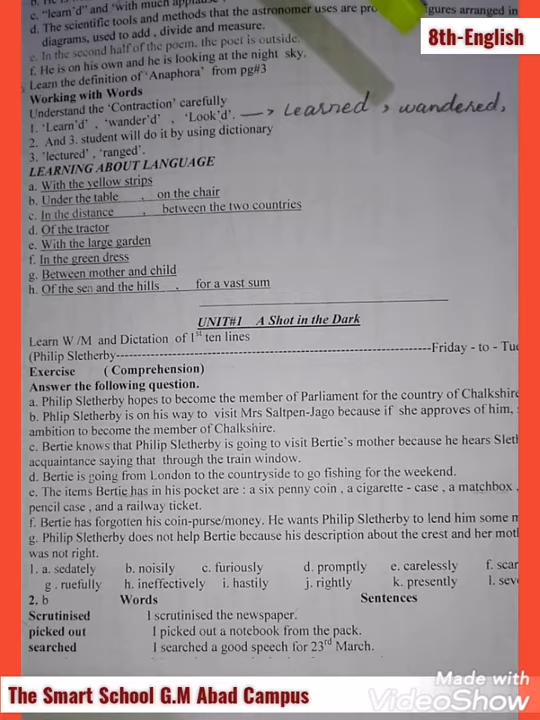 c. "learn'd" and 'with much
d. The scientific tools and methods that the astronomer uses are gures arranged in
diagrams, used to add , divide and measure.
e. In the second half of the poem, the poet is outside.
f. He is on his own and he is looking at the night sky.
Learn the definition of 'Anaphora' from pg#3
Working with Words
Understand the 'Contraction' carefully
1. 'Learn'd' , 'wander'd' , 'Look'd'. —> Learned , wandered,
2. And 3. student will do it by using dictionary
3. 'lectured' , 'ranged'.
LEARNING ABOUT LANGUAGE
a. With the yellow strips
b. Under the table , on the chair
c. In the distance , between the two countries
d. Of the tractor
e. With the large garden
f. In the green dress
g. Between mother and child
h. Of the sea and the hills , for a vast sum
UNIT#1 A Shot in the Dark
Learn W /M and Dictation of 1st ten lines
(Philip Sletherby------------------------------Friday - to - Tue
Exercise ( Comprehension)
Answer the following question.
a. Philip Sletherby hopes to become the member of Parliament for the country of Chalkshire
b. Phlip Sletherby is on his way to visit Mrs Saltpen-Jago because if she approves of him,
ambition to become the member of Chalkshire.
c. Bertie knows that Philip Sletherby is going to visit Bertie's mother because he hears Sleth
acquaintance saying that through the train window.
d. Bertie is going from London to the countryside to go fishing for the weekend.
e. The items Bertie has in his pocket are : a six penny coin , a cigarette - case , a matchbox ,
pencil case , and a railway ticket.
f. Bertie has forgotten his coin-purse/money. He wants Philip Sletherby to lend him some m
g. Philip Sletherby does not help Bertie because his description about the crest and her moth
was not right.
1. a. sedately b. noisily c. furiously d. promptly e. carelessly f. scar
g . ruefully h. ineffectively i. hastily j. rightly k. presently l. seve
2. b Words Sentences
Scrutinised I scrutinised the newspaper.
picked out I picked out a notebook from the pack.
searched I searched a good speech for 23rd March.
8th-English
The Smart School G.M Abad Campus
Made with
VideoShow